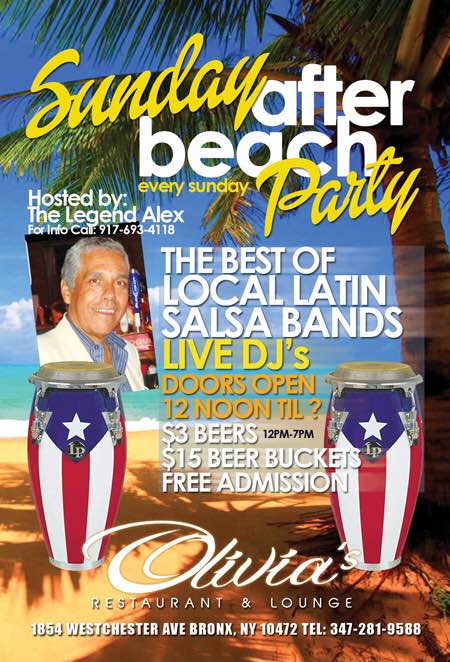 Sunday after
beach
every sunday Party
Hosted by:
The Legend Alex
For Info Call: 917-693-4118
THE BEST OF
LOCAL LATIN
SALSA BANDS
LIVE DJ's
DOORS OPEN
12 NOON TIL ?
$3 BEERS 12PM-7PM
$15 BEER BUCKETS
FREE ADMISSION
LP
LP
Olivia's
RESTAURANT & LOUNGE
1854 WESTCHESTER AVE BRONX, NY 10472 TEL: 347-281-9588